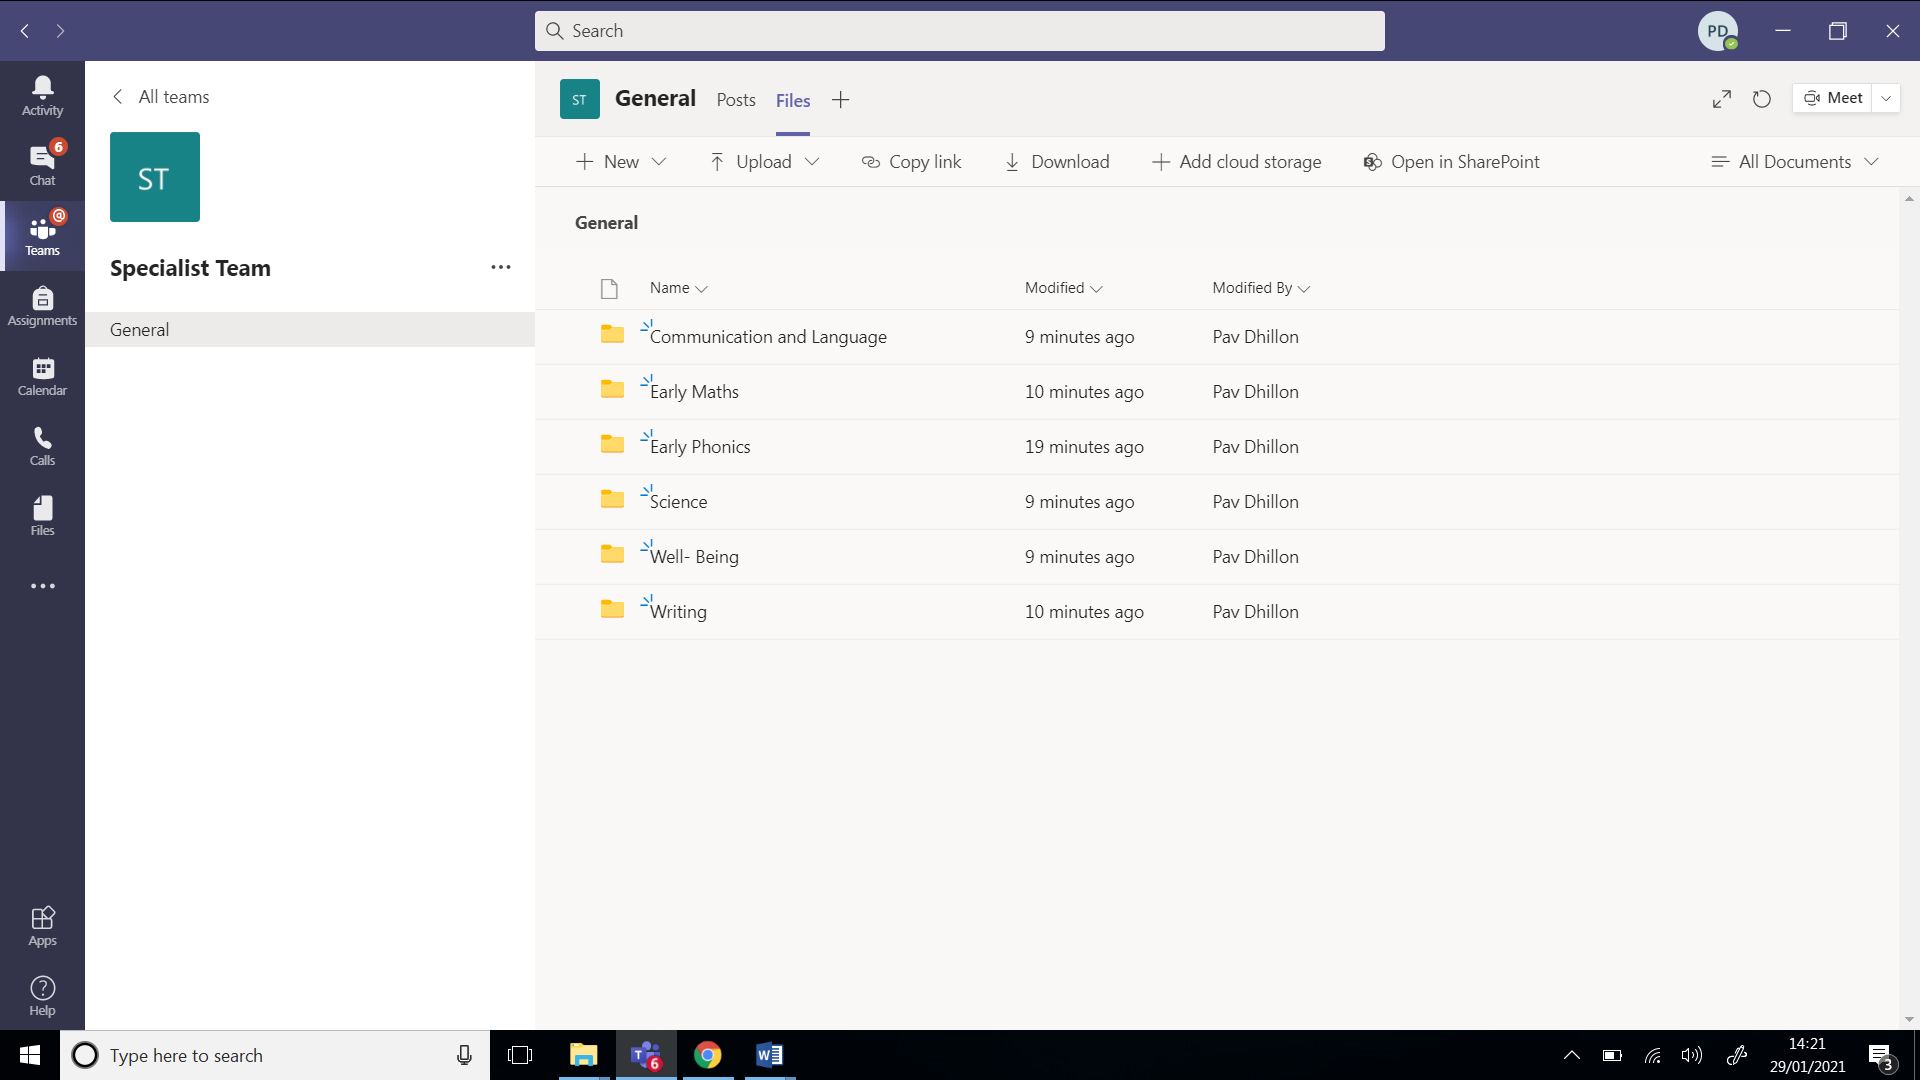 Search
PD
Activity
6
Chat
@
Teams
Assignments
Calendar
Calls
Files
Apps
Help
All teams
ST
Specialist Team
General
ST General Posts Files
Meet
New Upload Copy link Download Add cloud storage Open in SharePoint All Documents
General
Name Modified Modified By
Communication and Language 9 minutes ago Pav Dhillon
Early Maths 10 minutes ago Pav Dhillon
Early Phonics 19 minutes ago Pav Dhillon
Science 9 minutes ago Pav Dhillon
Well- Being 9 minutes ago Pav Dhillon
Writing 10 minutes ago Pav Dhillon
Type here to search
T 6
W
14:21
29/01/2021
3